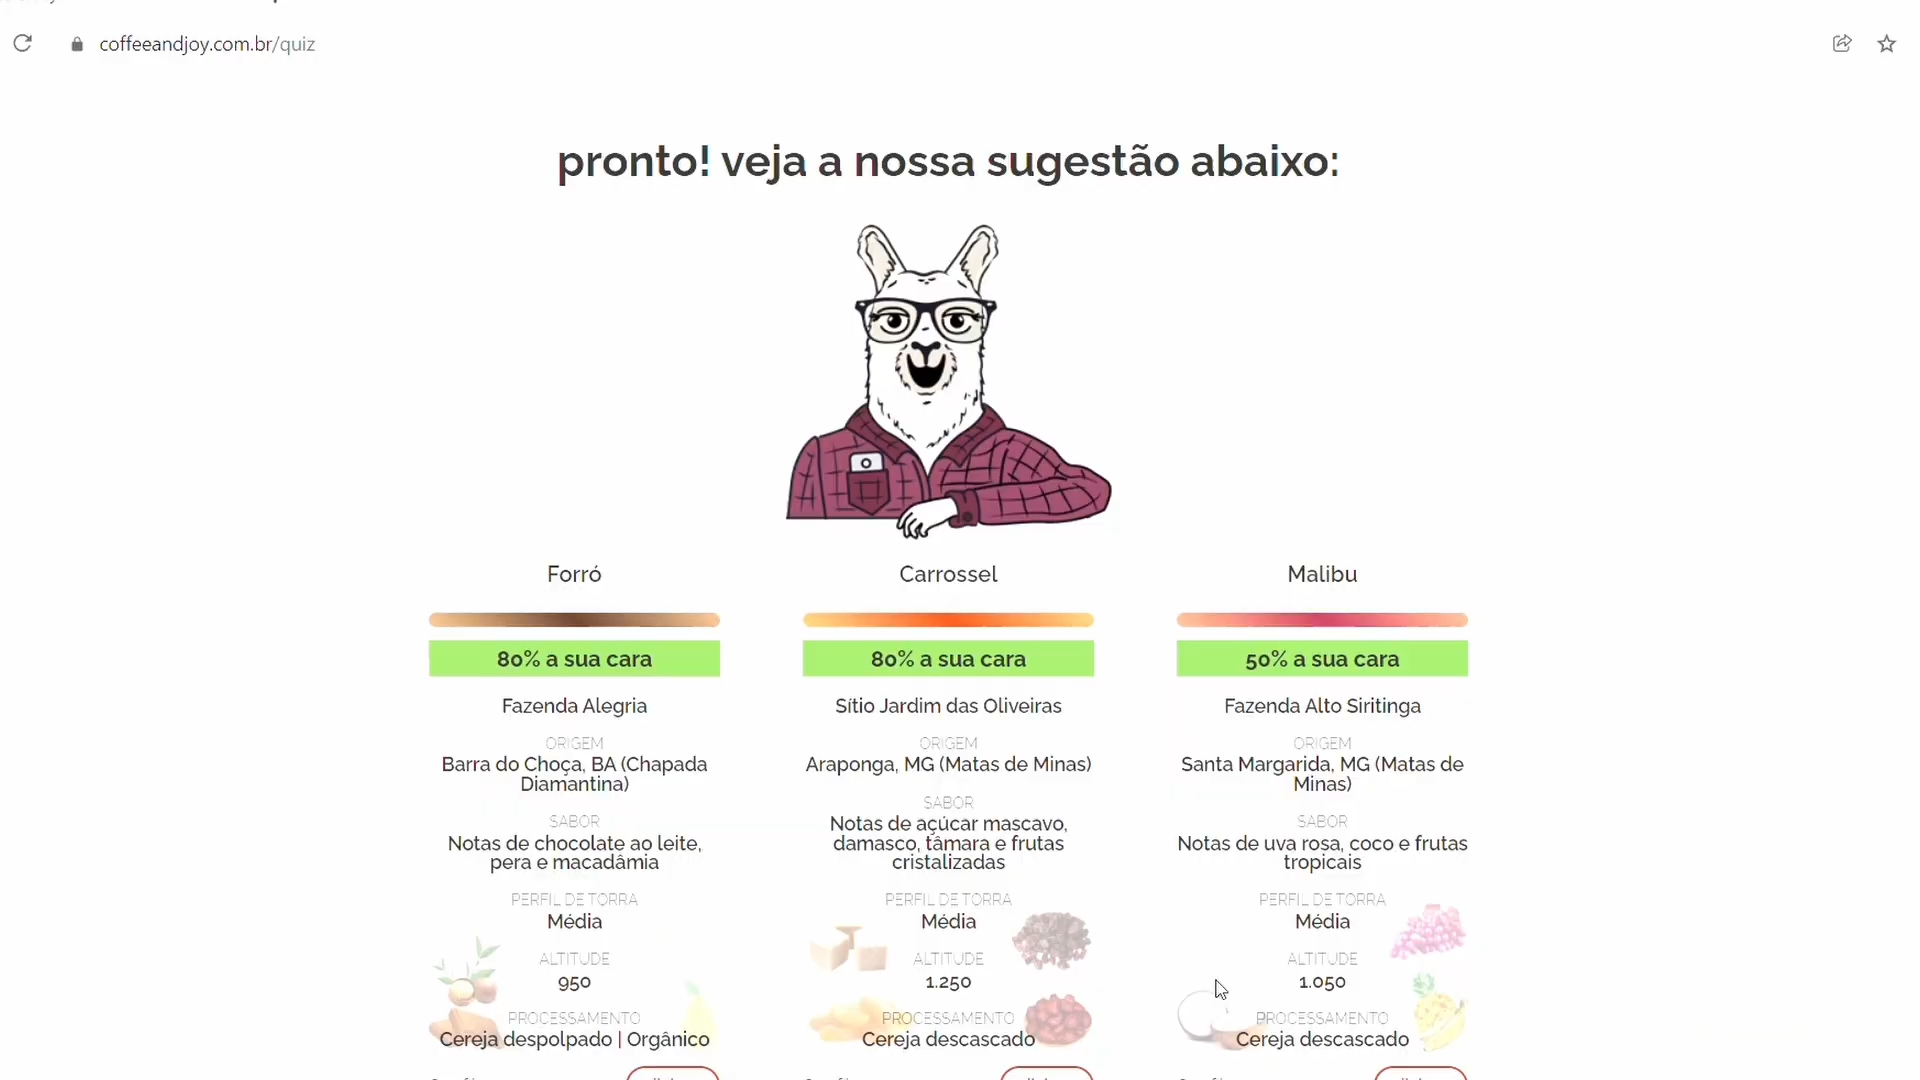 coffeeandjoy.com.br/quiz
pronto! veja a nossa sugestão abaixo:
Forró
80% a sua cara
Fazenda Alegria
ORIGEM
Barra do Choça, BA (Chapada
Diamantina)
SABOR
Notas de chocolate ao leite,
pera e macadâmia
PERFIL DE TORRA
Média
ALTITUDE
950
PROCESSAMENTO
Cereja despolpado | Orgânico
Carrossel
80% a sua cara
Sítio Jardim das Oliveiras
ORIGEM
Araponga, MG (Matas de Minas)
SABOR
Notas de açúcar mascavo,
damasco, tâmara e frutas
cristalizadas
PERFIL DE TORRA
Média
ALTITUDE
1.250
PROCESSAMENTO
Cereja descascado
Malibu
50% a sua cara
Fazenda Alto Siritinga
ORIGEM
Santa Margarida, MG (Matas de
Minas)
SABOR
Notas de uva rosa, coco e frutas
tropicais
PERFIL DE TORRA
Média
ALTITUDE
1.050
PROCESSAMENTO
Cereja descascado